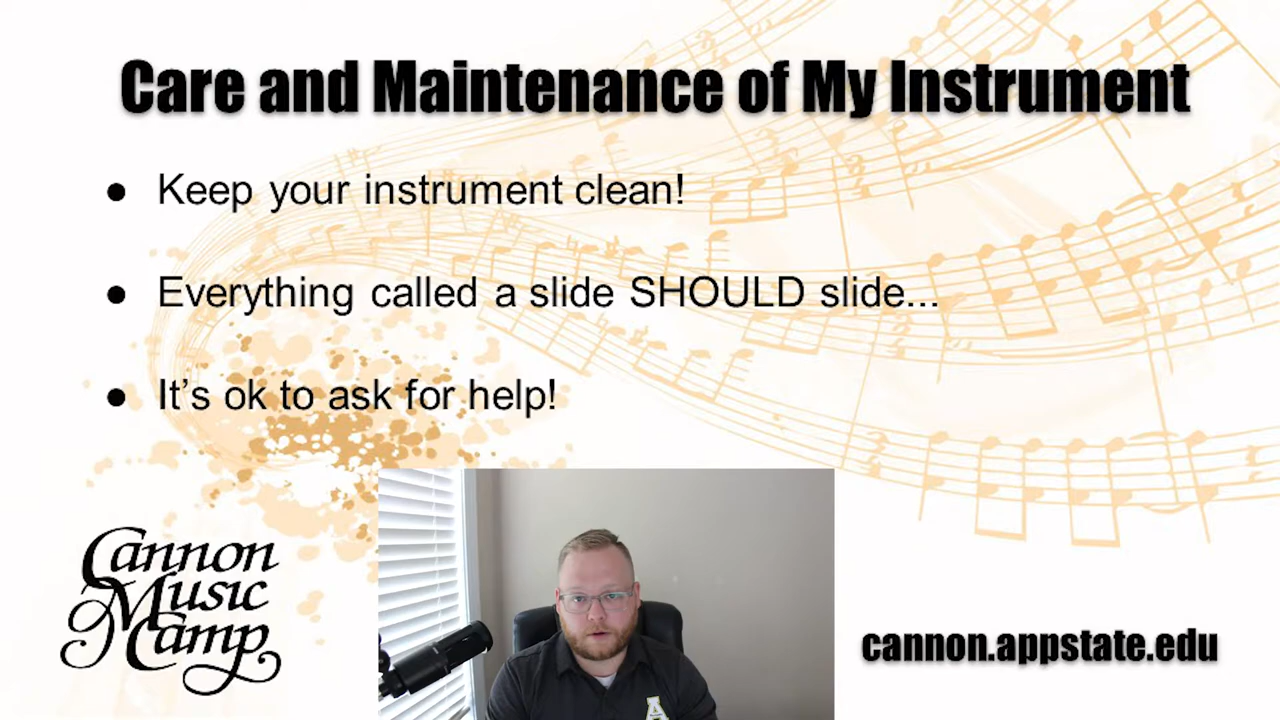 Care and Maintenance of My Instrument
● Keep your instrument clean!
● Everything called a slide SHOULD slide...
● It’s ok to ask for help!
Cannon
Music
Camp
cannon.appstate.edu
A